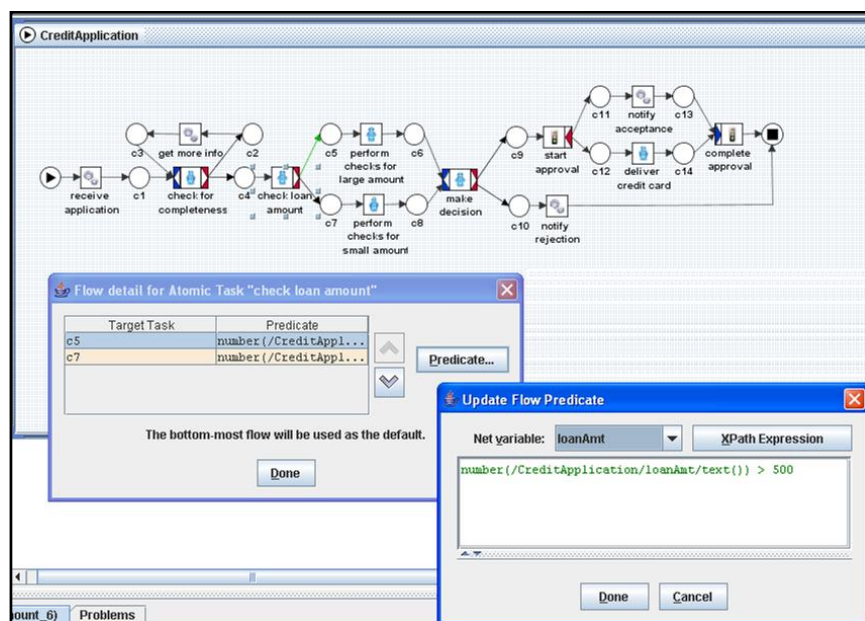 CreditApplication
c11
notify
acceptance
c13
c3
get more info
c2
c5
perform
checks for
large amount
c6
c9
start
approval
c12
deliver
credit card
c14
complete
approval
receive
application
c1
check for
completeness
c4
check loan
amount
c7
perform
checks for
small amount
c8
make
decision
c10
notify
rejection
Flow detail for Atomic Task "check loan amount"
Target Task Predicate
c5 number(/CreditAppl...
c7 number(/CreditAppl...
Predicate...
The bottom-most flow will be used as the default.
Done
Update Flow Predicate
Net variable: loanAmt XPath Expression
number(/CreditApplication/loanAmt/text()) > 500
Done Cancel
ount_6) Problems